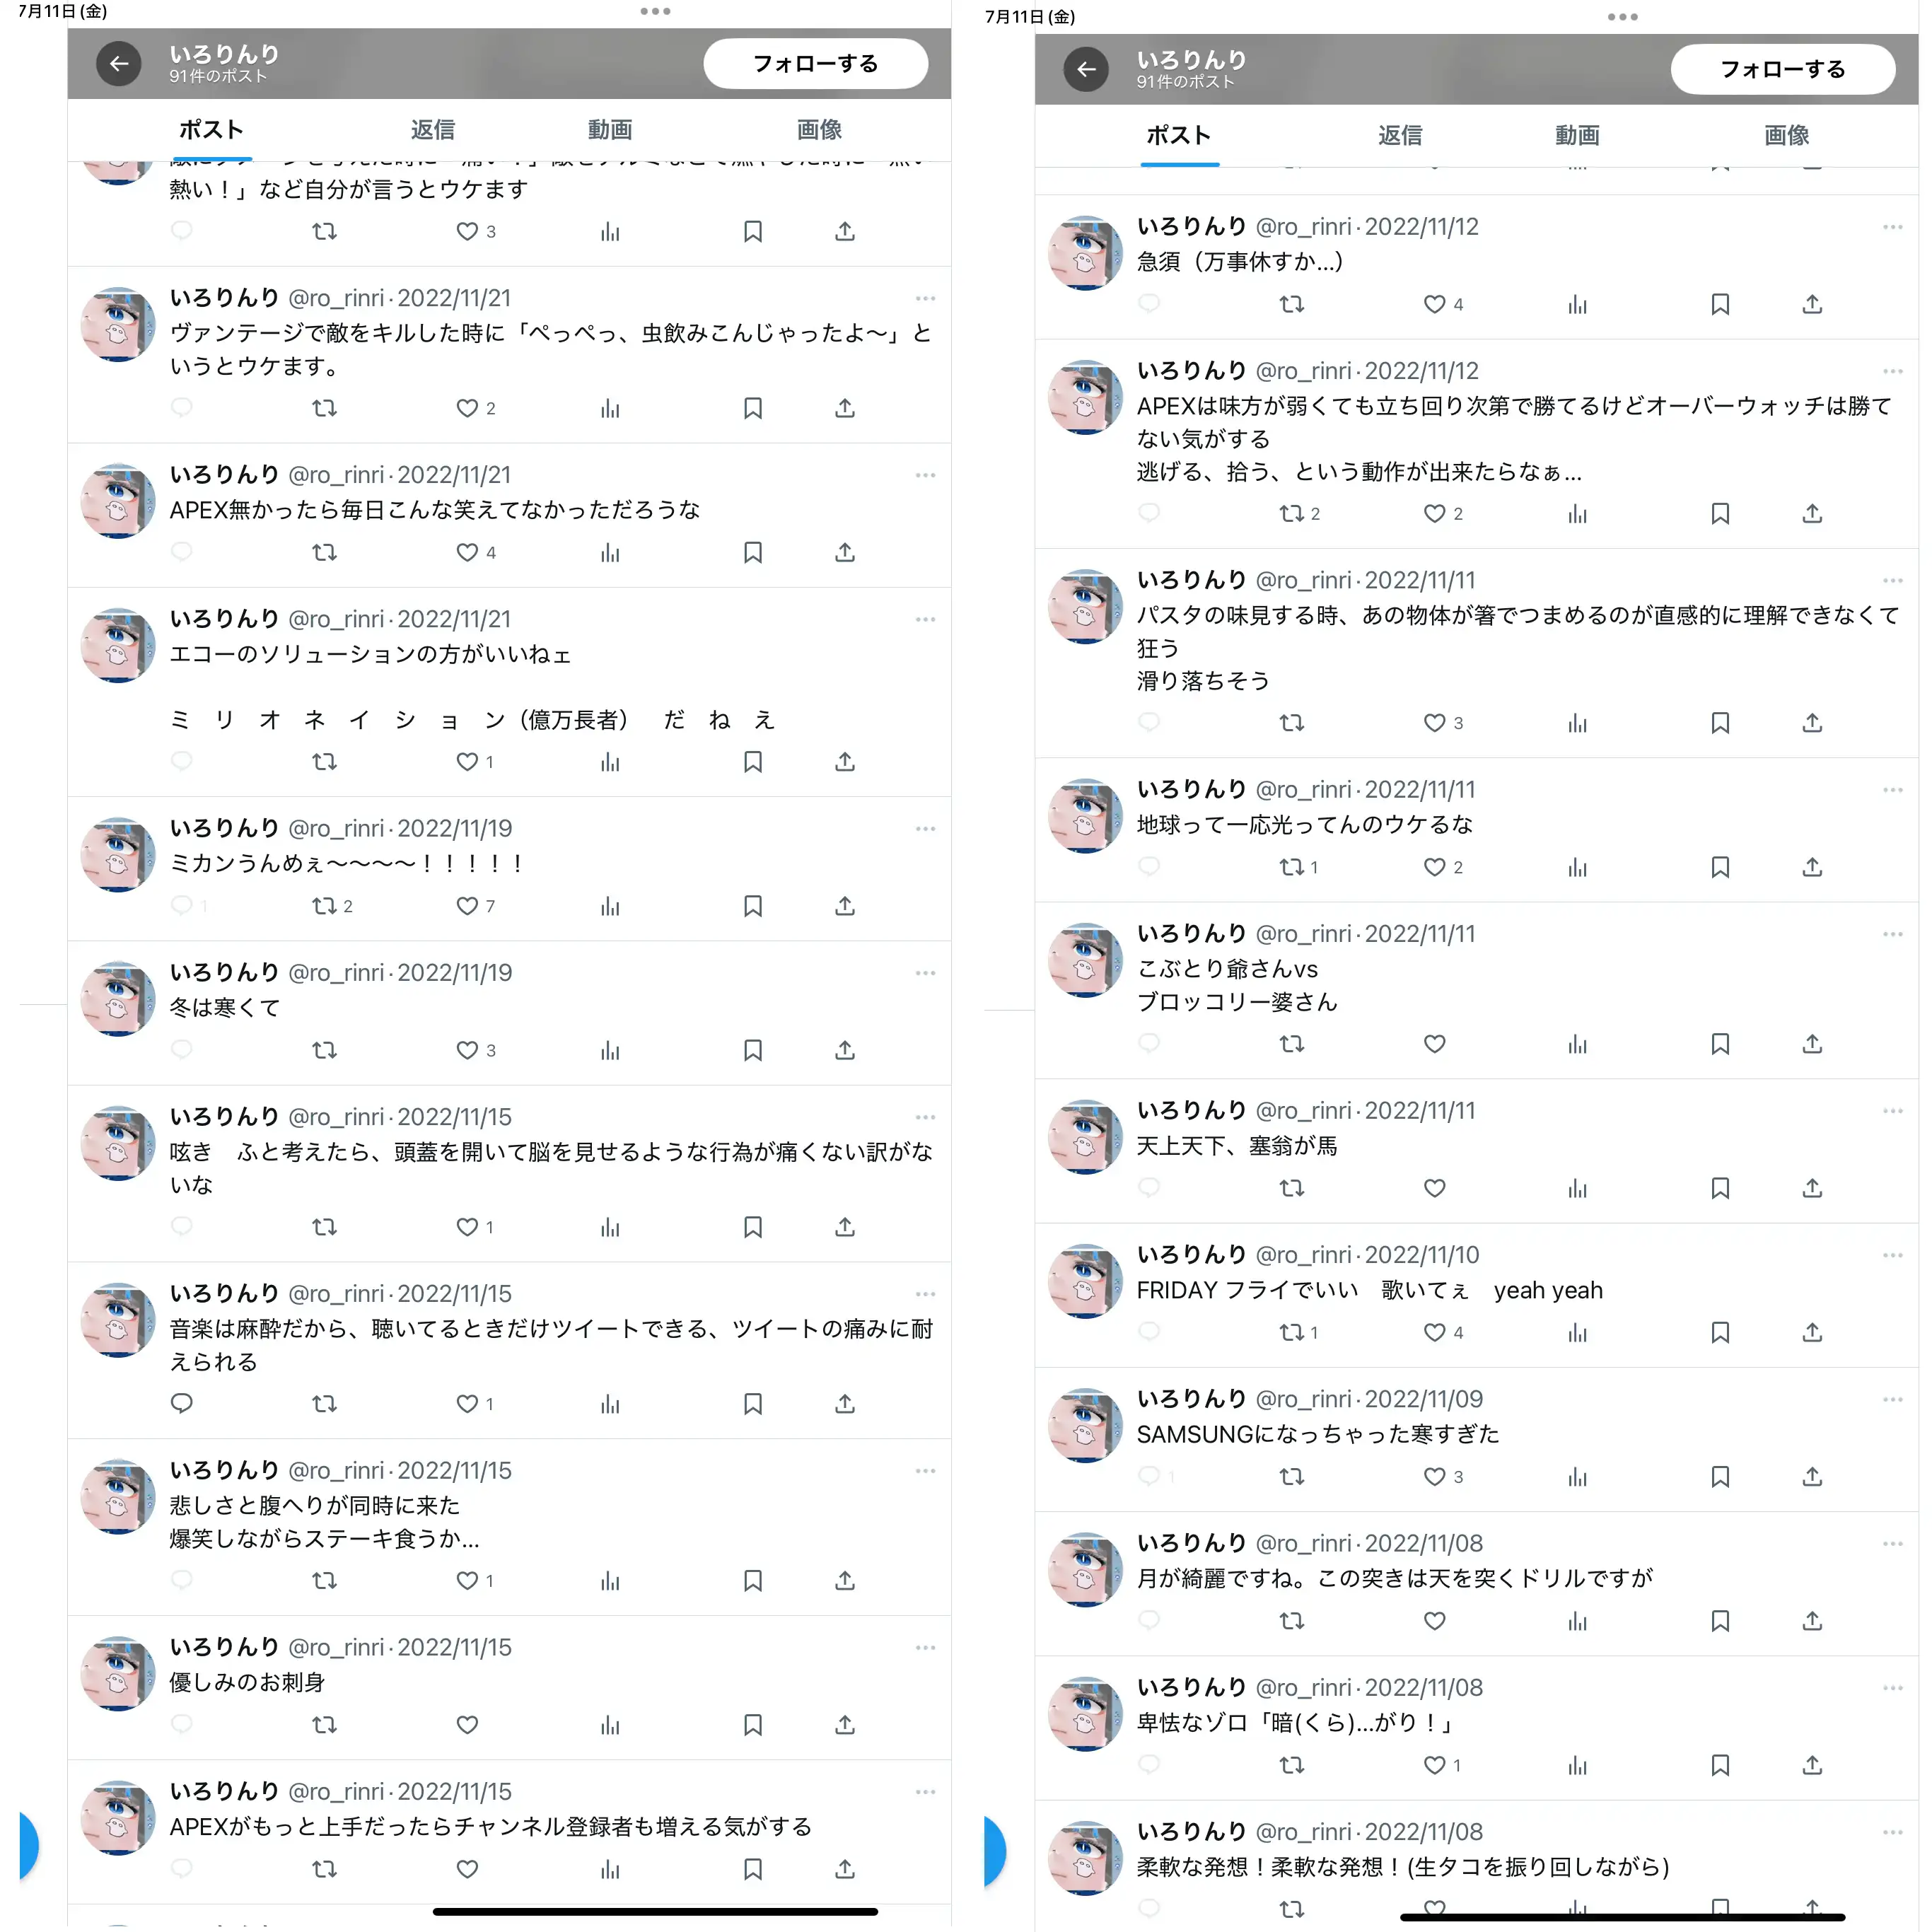 7月11日(金)
いろりんり
91件のポスト
フォローする
ポスト
返信
動画
画像
熱い！」など自分が言うとウケます
3
いろりんり @ro_rinri·2022/11/21
ヴァンテージで敵をキルした時に「ぺっぺっ、虫飲みこんじゃったよ〜」と
いうとウケます。
2
いろりんり @ro_rinri·2022/11/21
APEX無かったら毎日こんな笑えてなかっただろうな
4
いろりんり @ro_rinri·2022/11/21
エコーのソリューションの方がいいねェ
ミ　リ　オ　ネ　イ　シ　ョ　ン（億万長者）　だ　ね　え
1
いろりんり @ro_rinri·2022/11/19
ミカンうんめぇ〜〜〜〜！！！！！
1 2 7
いろりんり @ro_rinri·2022/11/19
冬は寒くて
3
いろりんり @ro_rinri·2022/11/15
呟き　ふと考えたら、頭蓋を開いて脳を見せるような行為が痛くない訳がな
いな
1
いろりんり @ro_rinri·2022/11/15
音楽は麻酔だから、聴いてるときだけツイートできる、ツイートの痛みに耐
えられる
1
いろりんり @ro_rinri·2022/11/15
悲しさと腹へりが同時に来た
爆笑しながらステーキ食うか...
1
いろりんり @ro_rinri·2022/11/15
優しみのお刺身
いろりんり @ro_rinri·2022/11/15
APEXがもっと上手だったらチャンネル登録者も増える気がする
7月11日(金)
いろりんり
91件のポスト
フォローする
ポスト
返信
動画
画像
いろりんり @ro_rinri·2022/11/12
急須（万事休すか...）
4
いろりんり @ro_rinri·2022/11/12
APEXは味方が弱くても立ち回り次第で勝てるけどオーバーウォッチは勝て
ない気がする
逃げる、拾う、という動作が出来たらなぁ...
2 2
いろりんり @ro_rinri·2022/11/11
パスタの味見する時、あの物体が箸でつまめるのが直感的に理解できなくて
狂う
滑り落ちそう
3
いろりんり @ro_rinri·2022/11/11
地球って一応光ってんのウケるな
1 2
いろりんり @ro_rinri·2022/11/11
こぶとり爺さんvs
ブロッコリー婆さん
いろりんり @ro_rinri·2022/11/11
天上天下、塞翁が馬
いろりんり @ro_rinri·2022/11/10
FRIDAY フライでいい　歌いてぇ　yeah yeah
1 4
いろりんり @ro_rinri·2022/11/09
SAMSUNGになっちゃった寒すぎた
1 3
いろりんり @ro_rinri·2022/11/08
月が綺麗ですね。この突きは天を突くドリルですが
いろりんり @ro_rinri·2022/11/08
卑怯なゾロ「暗(くら)...がり！」
1
いろりんり @ro_rinri·2022/11/08
柔軟な発想！柔軟な発想！(生タコを振り回しながら)